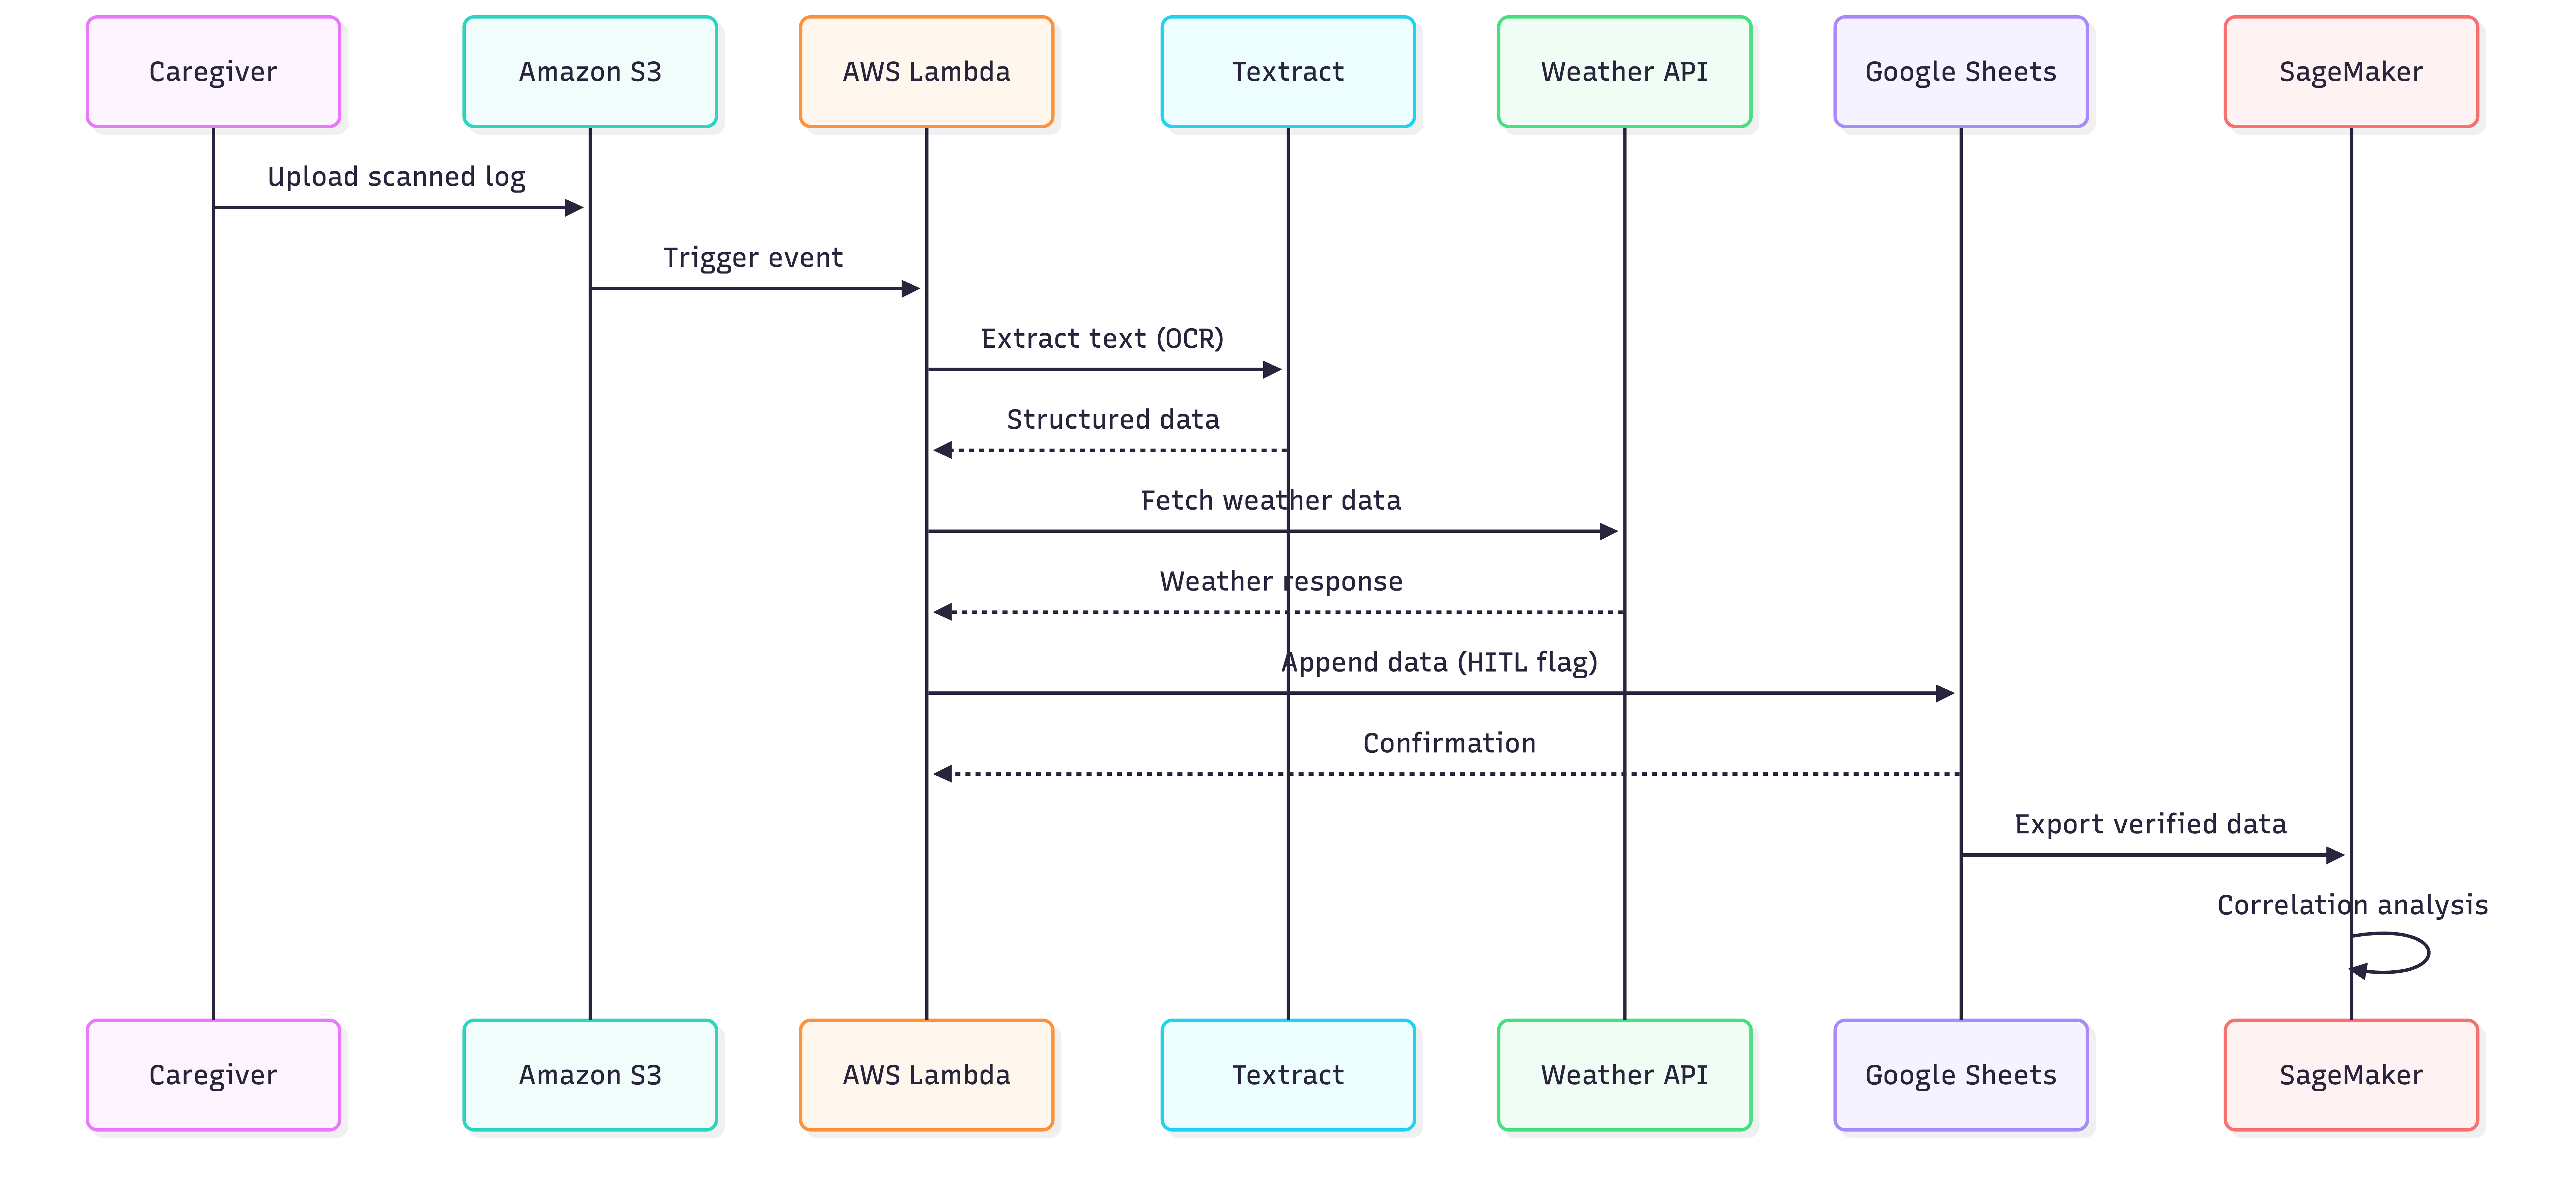 Caregiver
Amazon S3
AWS Lambda
Textract
Weather API
Google Sheets
SageMaker
Upload scanned log
Trigger event
Extract text (OCR)
Structured data
Fetch weather data
Weather response
Append data (HITL flag)
Confirmation
Export verified data
Correlation analysis
Caregiver
Amazon S3
AWS Lambda
Textract
Weather API
Google Sheets
SageMaker